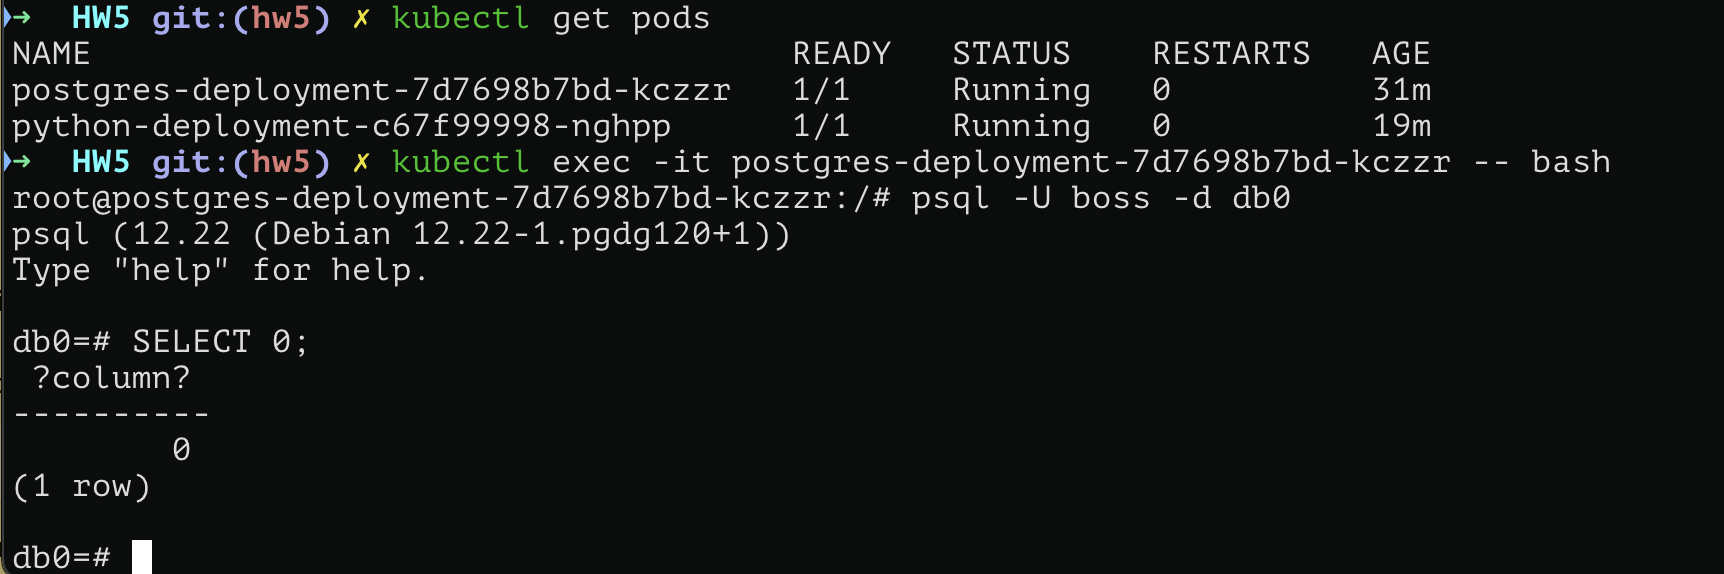 ➜  HW5 git:(hw5) ✗ kubectl get pods
NAME                                   READY   STATUS    RESTARTS   AGE
postgres-deployment-7d7698b7bd-kczzr   1/1     Running   0          31m
python-deployment-c67f99998-nghpp      1/1     Running   0          19m
➜  HW5 git:(hw5) ✗ kubectl exec -it postgres-deployment-7d7698b7bd-kczzr -- bash
root@postgres-deployment-7d7698b7bd-kczzr:/# psql -U boss -d db0
psql (12.22 (Debian 12.22-1.pgdg120+1))
Type "help" for help.

db0=# SELECT 0;
 ?column?
----------
        0
(1 row)

db0=#